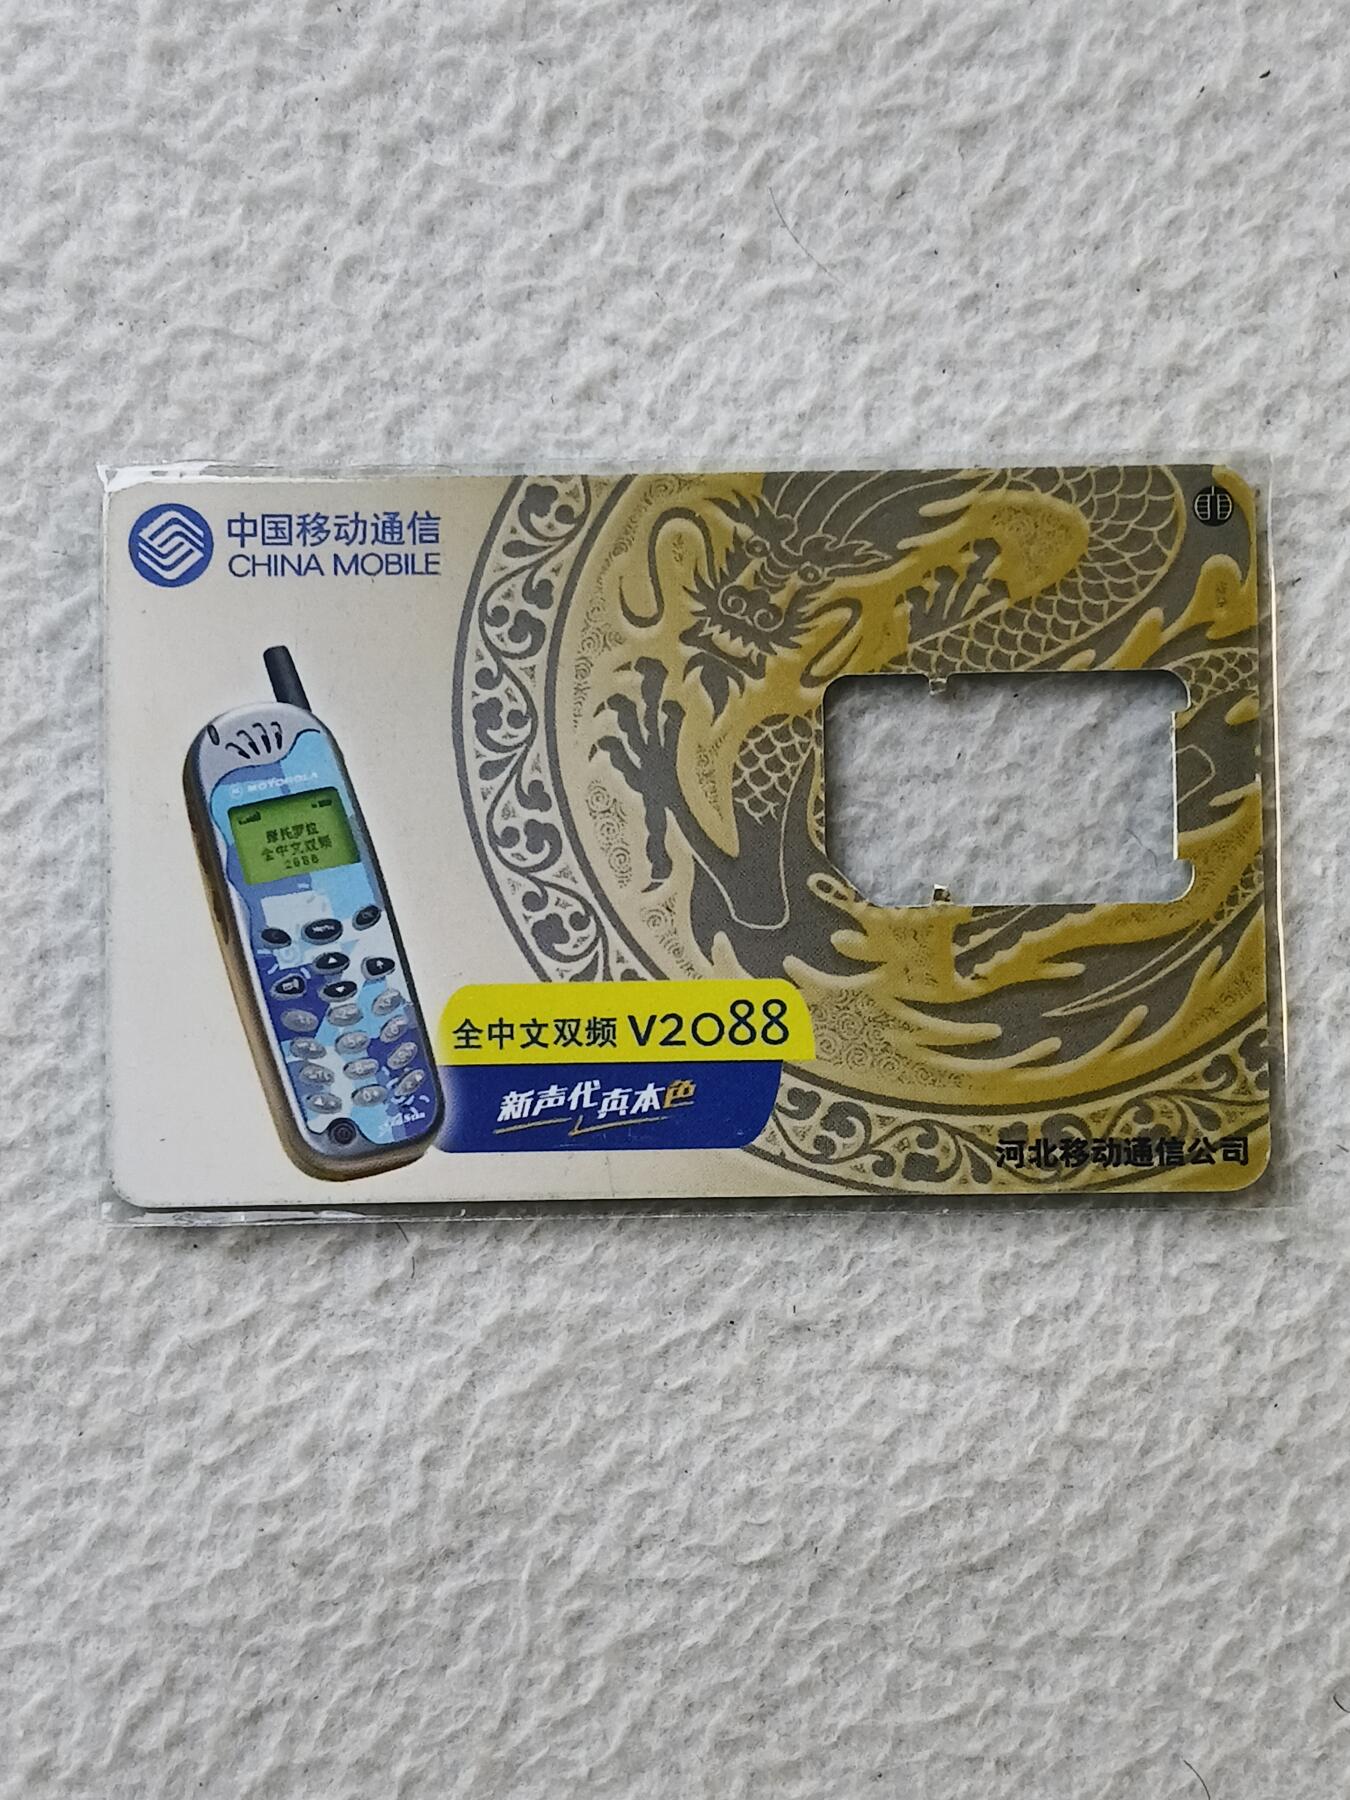 中国移动通信
CHINA MOBILE
MOTOROLA
摩托罗拉
全中文双频
2088
全中文双频 V2088
新声代真本色
河北移动通信公司